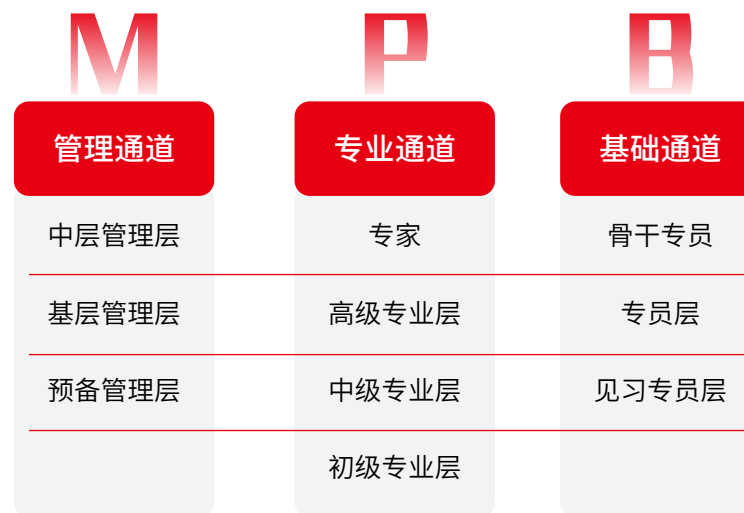 M P B
管理通道 专业通道 基础通道
中层管理层 专家 骨干专员
基层管理层 高级专业层 专员层
预备管理层 中级专业层 见习专员层
初级专业层